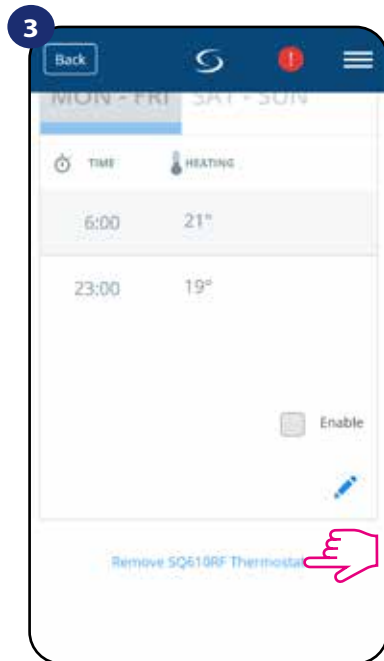 3
Back
MON - FRI SAT - SUN
TIME HEATING
6:00 21°
23:00 19°
Enable
Remove SQ610RF Thermostat